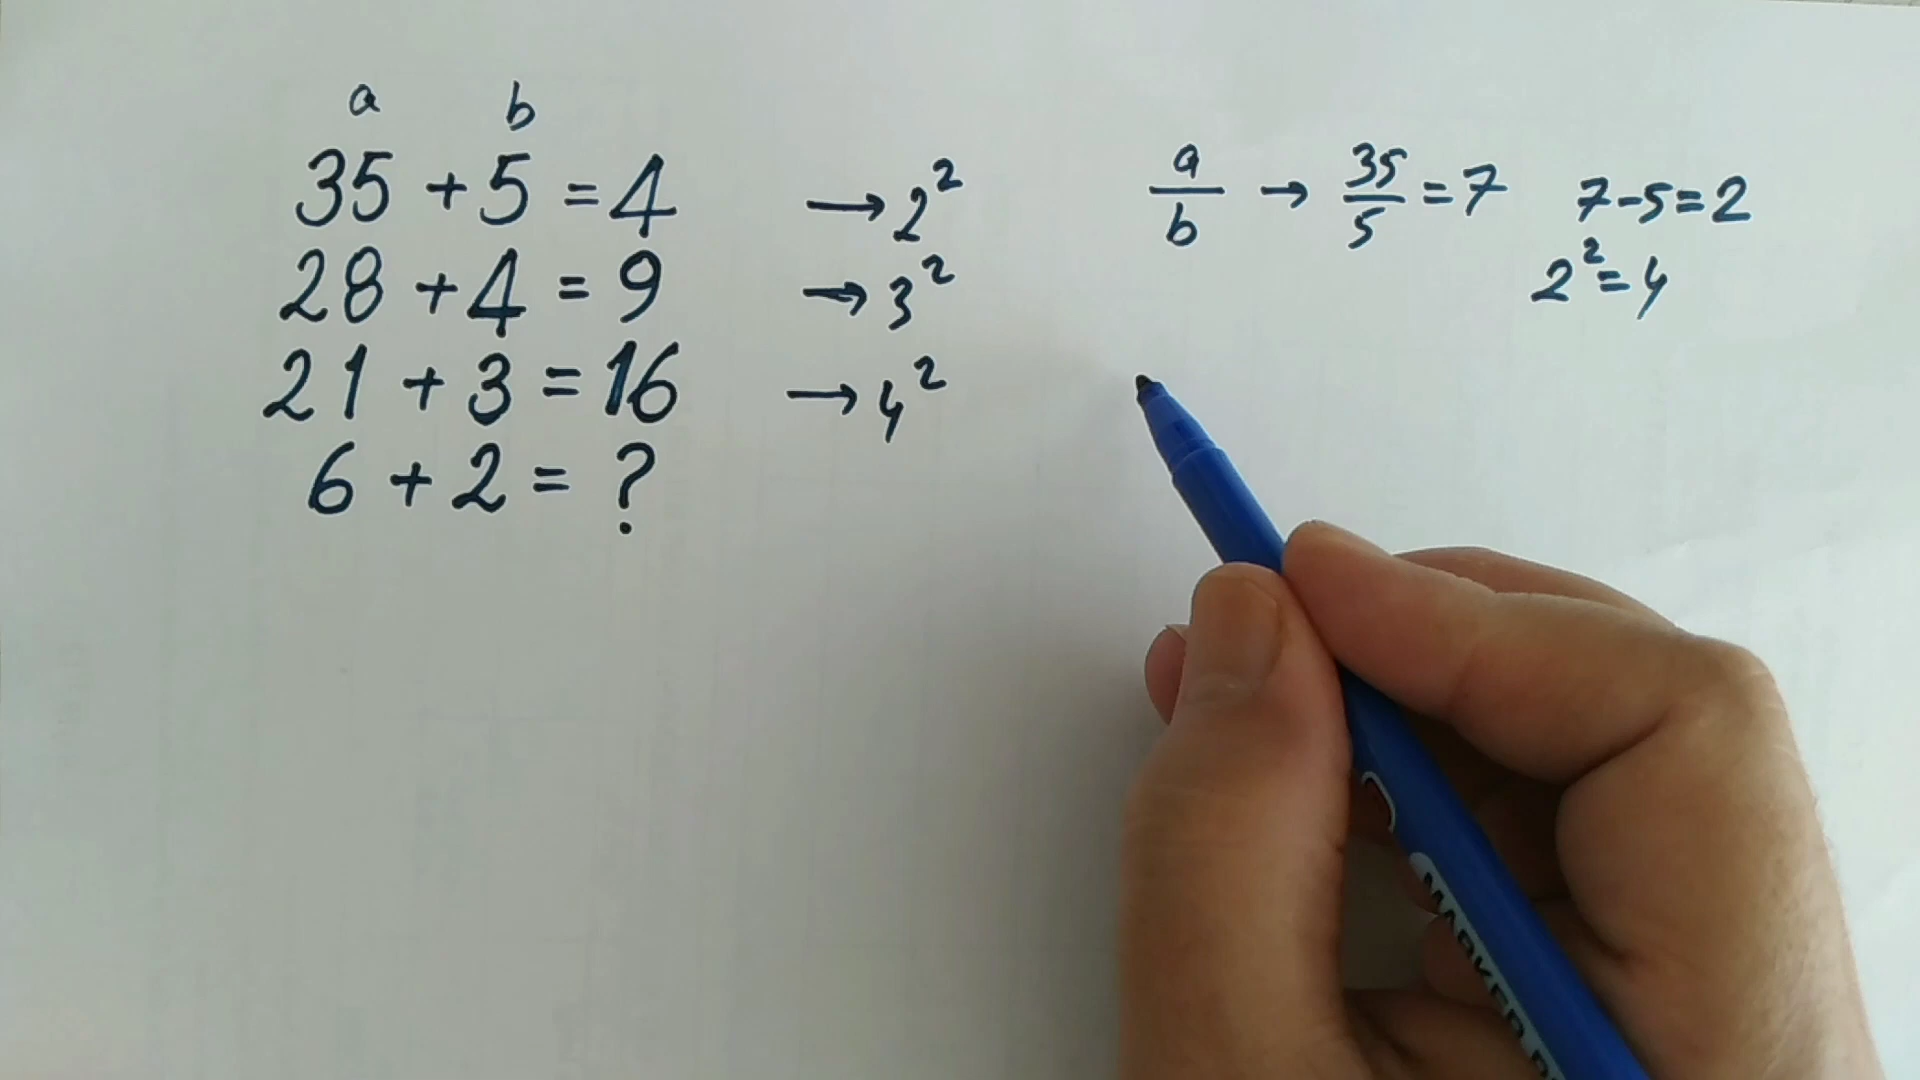 a b
35 + 5 = 4 → 2²
28 + 4 = 9 → 3²
21 + 3 = 16 → 4²
6 + 2 = ?
a/b → 35/5 = 7 7-5=2
2² = 4
MARKER